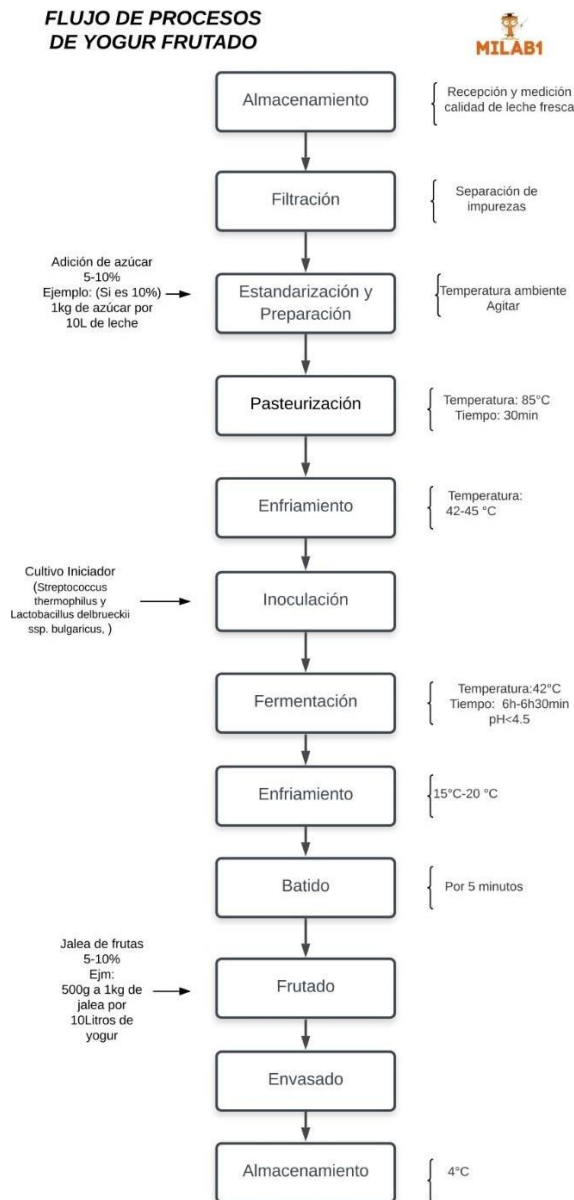 FLUJO DE PROCESOS
DE YOGUR FRUTADO
MILAB1
Almacenamiento
Recepción y medición
calidad de leche fresca
Filtración
Separación de
impurezas
Adición de azúcar
5-10%
Ejemplo: (Si es 10%)
1kg de azúcar por
10L de leche
Estandarización y
Preparación
Temperatura ambiente
Agitar
Pasteurización
Temperatura: 85°C
Tiempo: 30min
Enfriamiento
Temperatura:
42-45 °C
Cultivo Iniciador
(Streptococcus
thermophilus y
Lactobacillus delbrueckii
ssp. bulgaricus, )
Inoculación
Fermentación
Temperatura:42°C
Tiempo: 6h-6h30min
pH<4.5
Enfriamiento
15°C-20 °C
Batido
Por 5 minutos
Jalea de frutas
5-10%
Ejm:
500g a 1kg de
jalea por
10Litros de
yogur
Frutado
Envasado
Almacenamiento
4°C